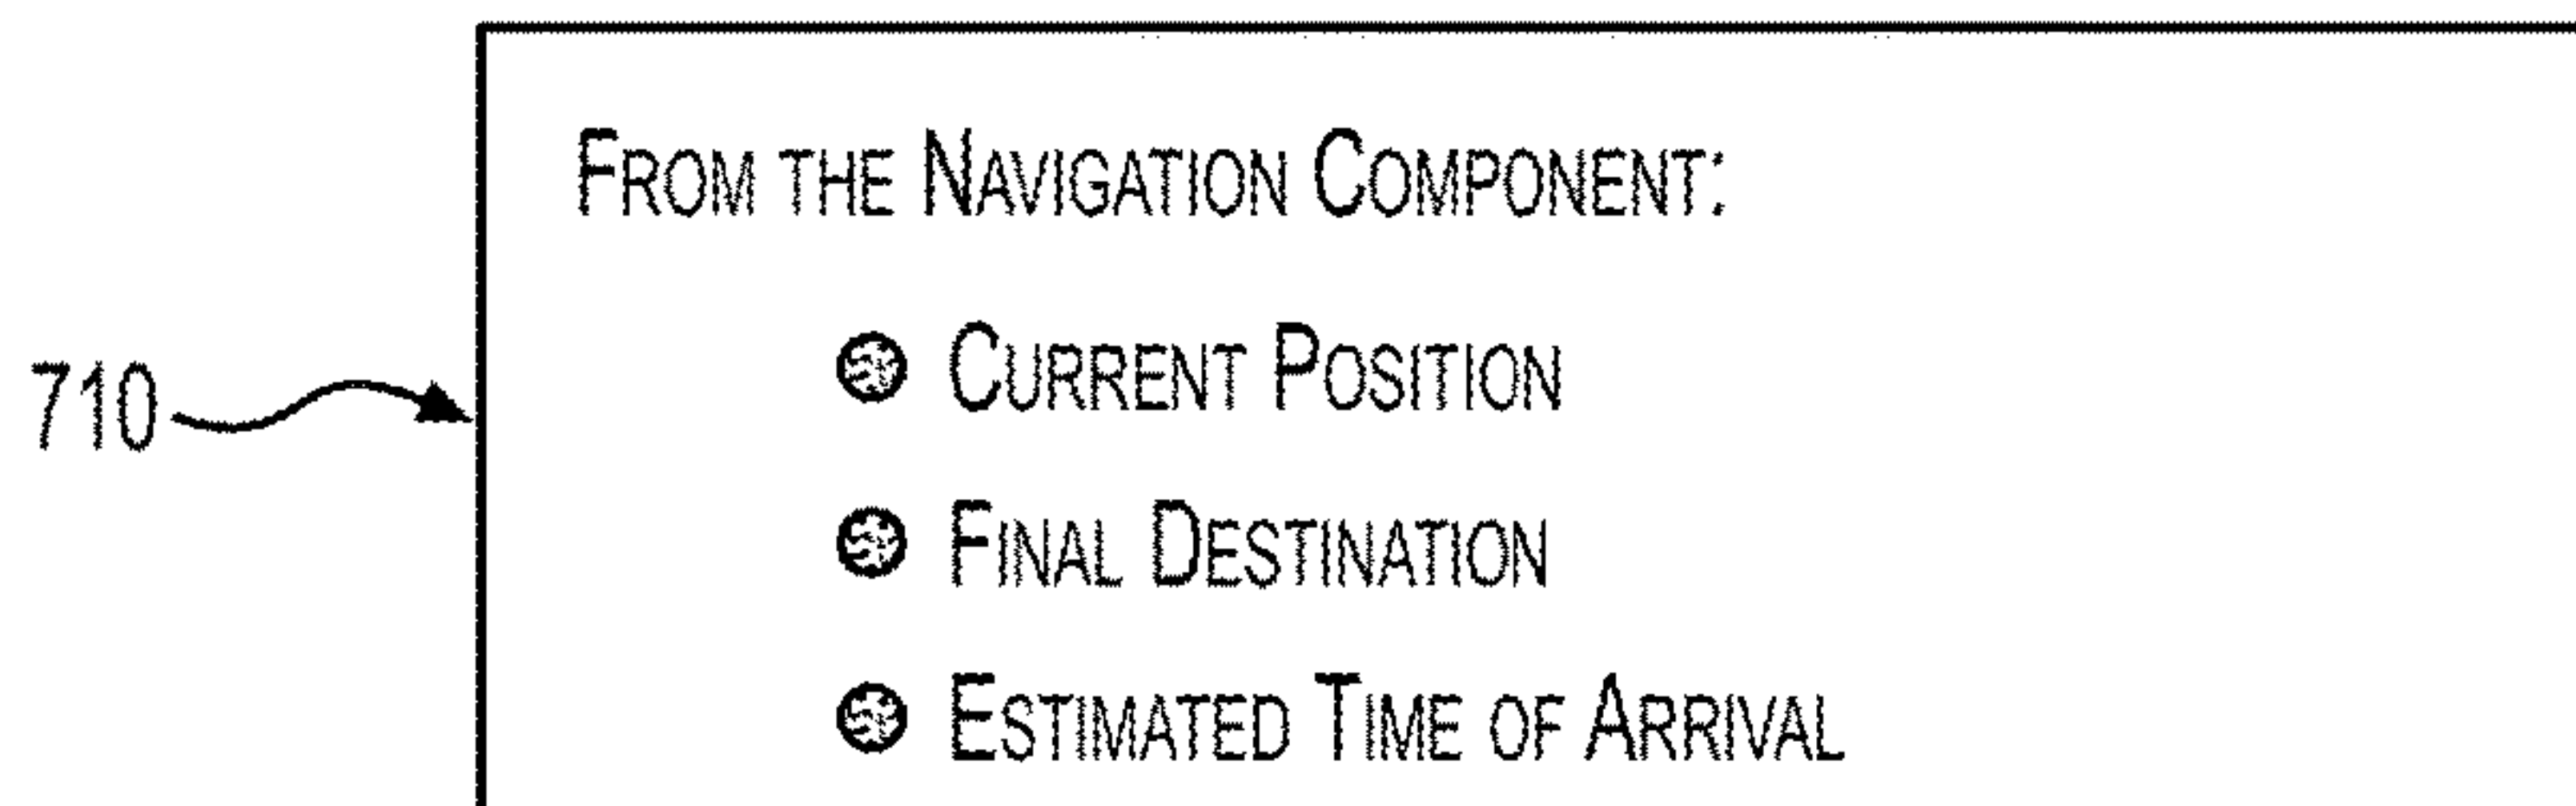 From the Navigation Component:
Current Position
710
Final Destination
Estimated Time of Arrival